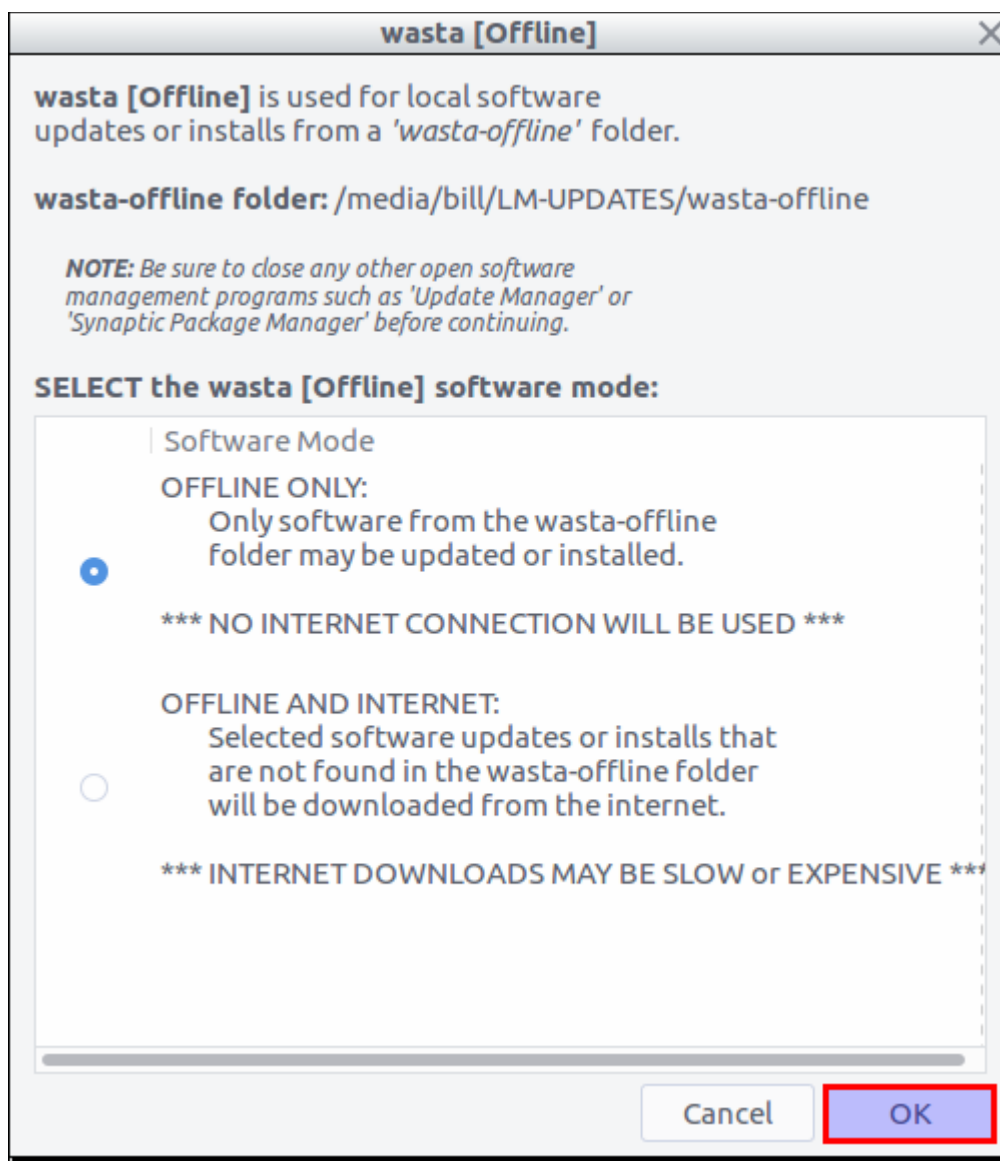 wasta [Offline]
wasta [Offline] is used for local software
updates or installs from a 'wasta-offline' folder.
wasta-offline folder: /media/bill/LM-UPDATES/wasta-offline
NOTE: Be sure to close any other open software
management programs such as 'Update Manager' or
'Synaptic Package Manager' before continuing.
SELECT the wasta [Offline] software mode:
Software Mode
OFFLINE ONLY:
Only software from the wasta-offline
folder may be updated or installed.
*** NO INTERNET CONNECTION WILL BE USED ***
OFFLINE AND INTERNET:
Selected software updates or installs that
are not found in the wasta-offline folder
will be downloaded from the internet.
*** INTERNET DOWNLOADS MAY BE SLOW or EXPENSIVE ***
Cancel OK